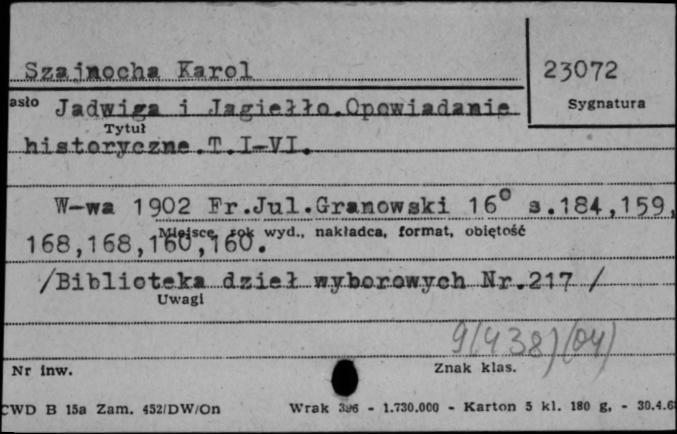 Szajnocha Karol
23072
asło Jadwiga i Jagiełło.Opowiadanie
Sygnatura
Tytuł
historyczne.T.I-VI.
W-wa 1902 Fr.Jul.Granowski 16° s.184,159,
Miejsce, rok wyd., nakładca, format, objętość
168,168,160,160.
/Biblioteka dzieł wyborowych Nr.217 /
Uwagi
9(438)(04)
Nr inw.
Znak klas.
CWD B 15a Zam. 452/DW/On Wrak 396 - 1.730.000 - Karton 5 kl. 180 g, - 30.4.6